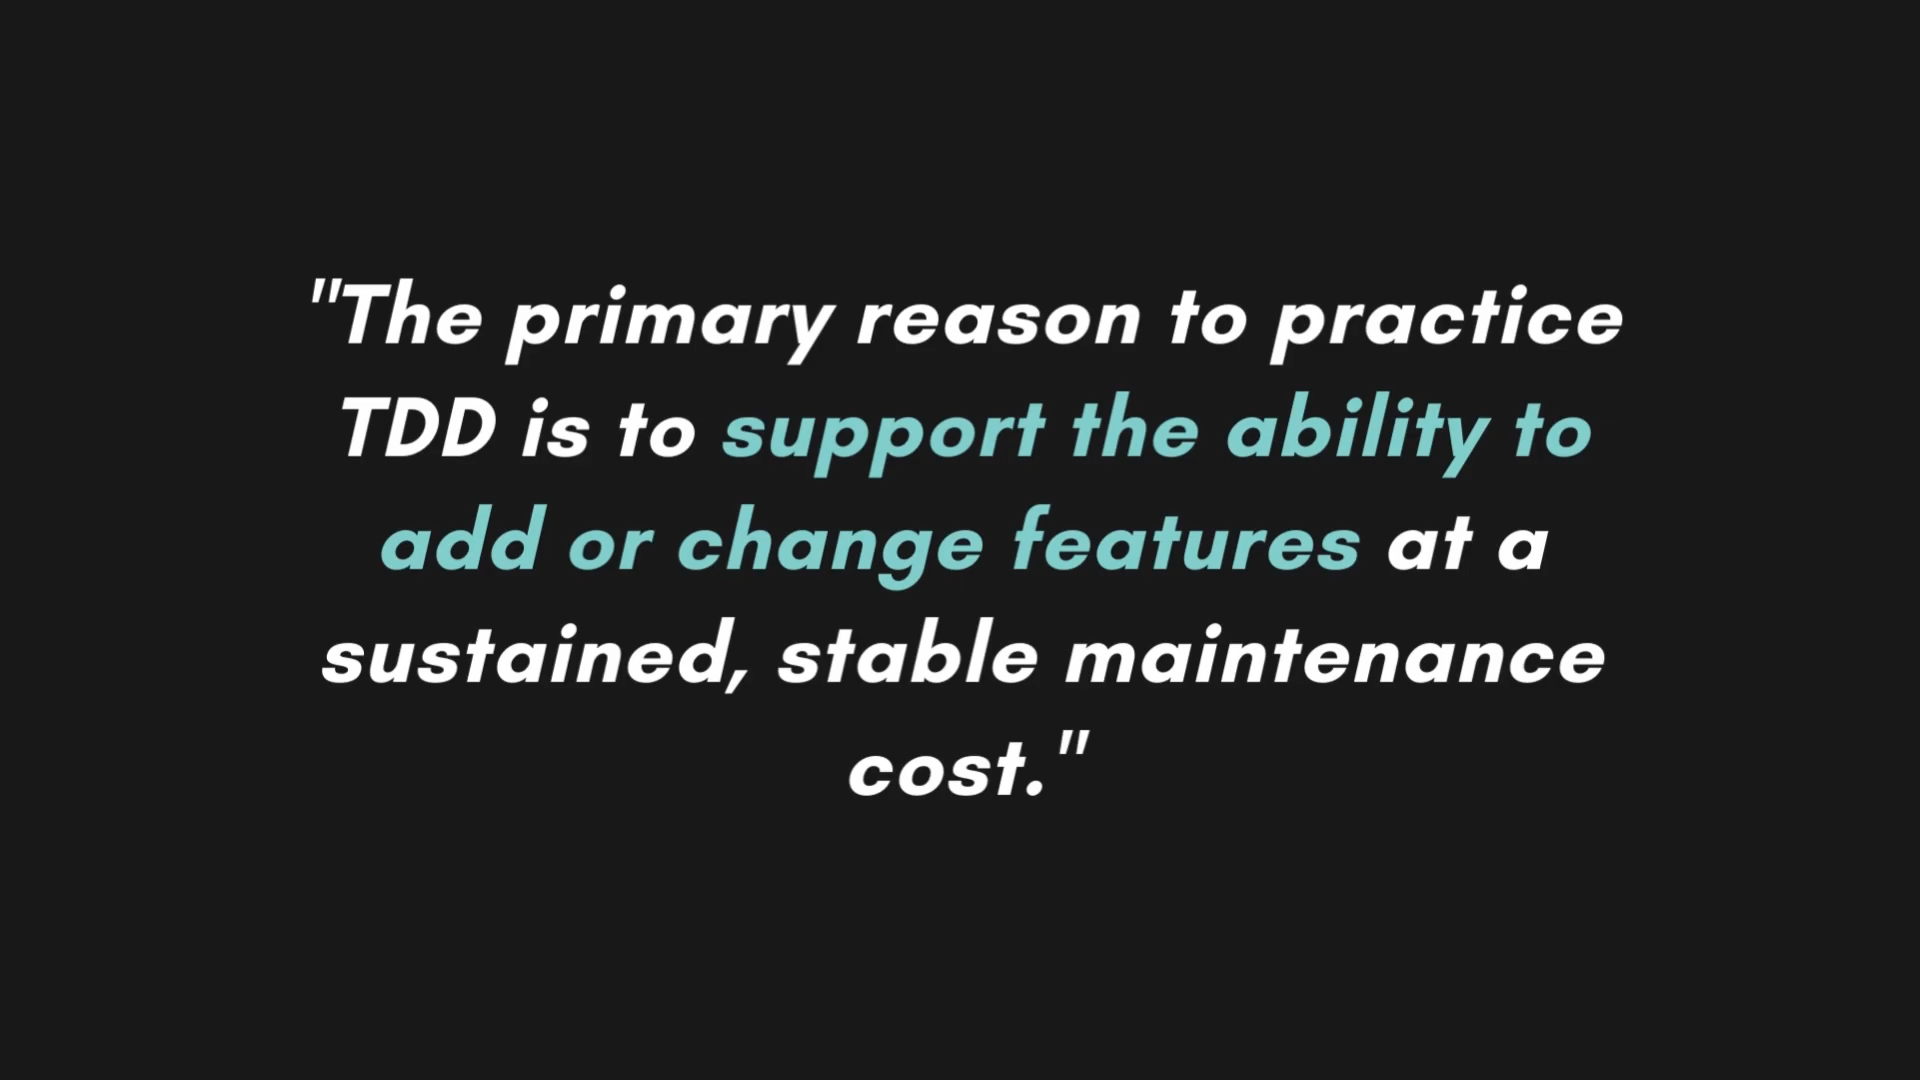 "The primary reason to practice
TDD is to support the ability to
add or change features at a
sustained, stable maintenance
cost."